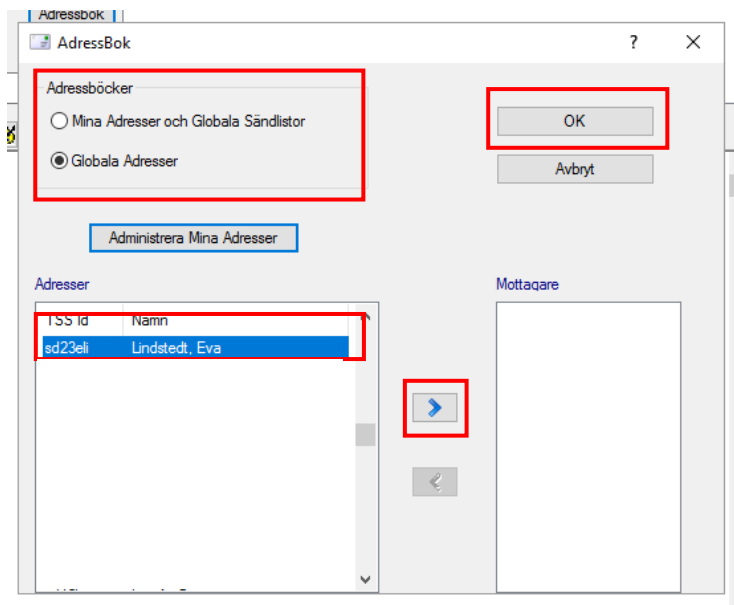 Adressbok
AdressBok
?
Adressböcker
Mina Adresser och Globala Sändlistor
Globala Adresser
OK
Avbryt
Administrera Mina Adresser
Adresser
Mottagare
TSS Id Namn
sd23eli Lindstedt, Eva